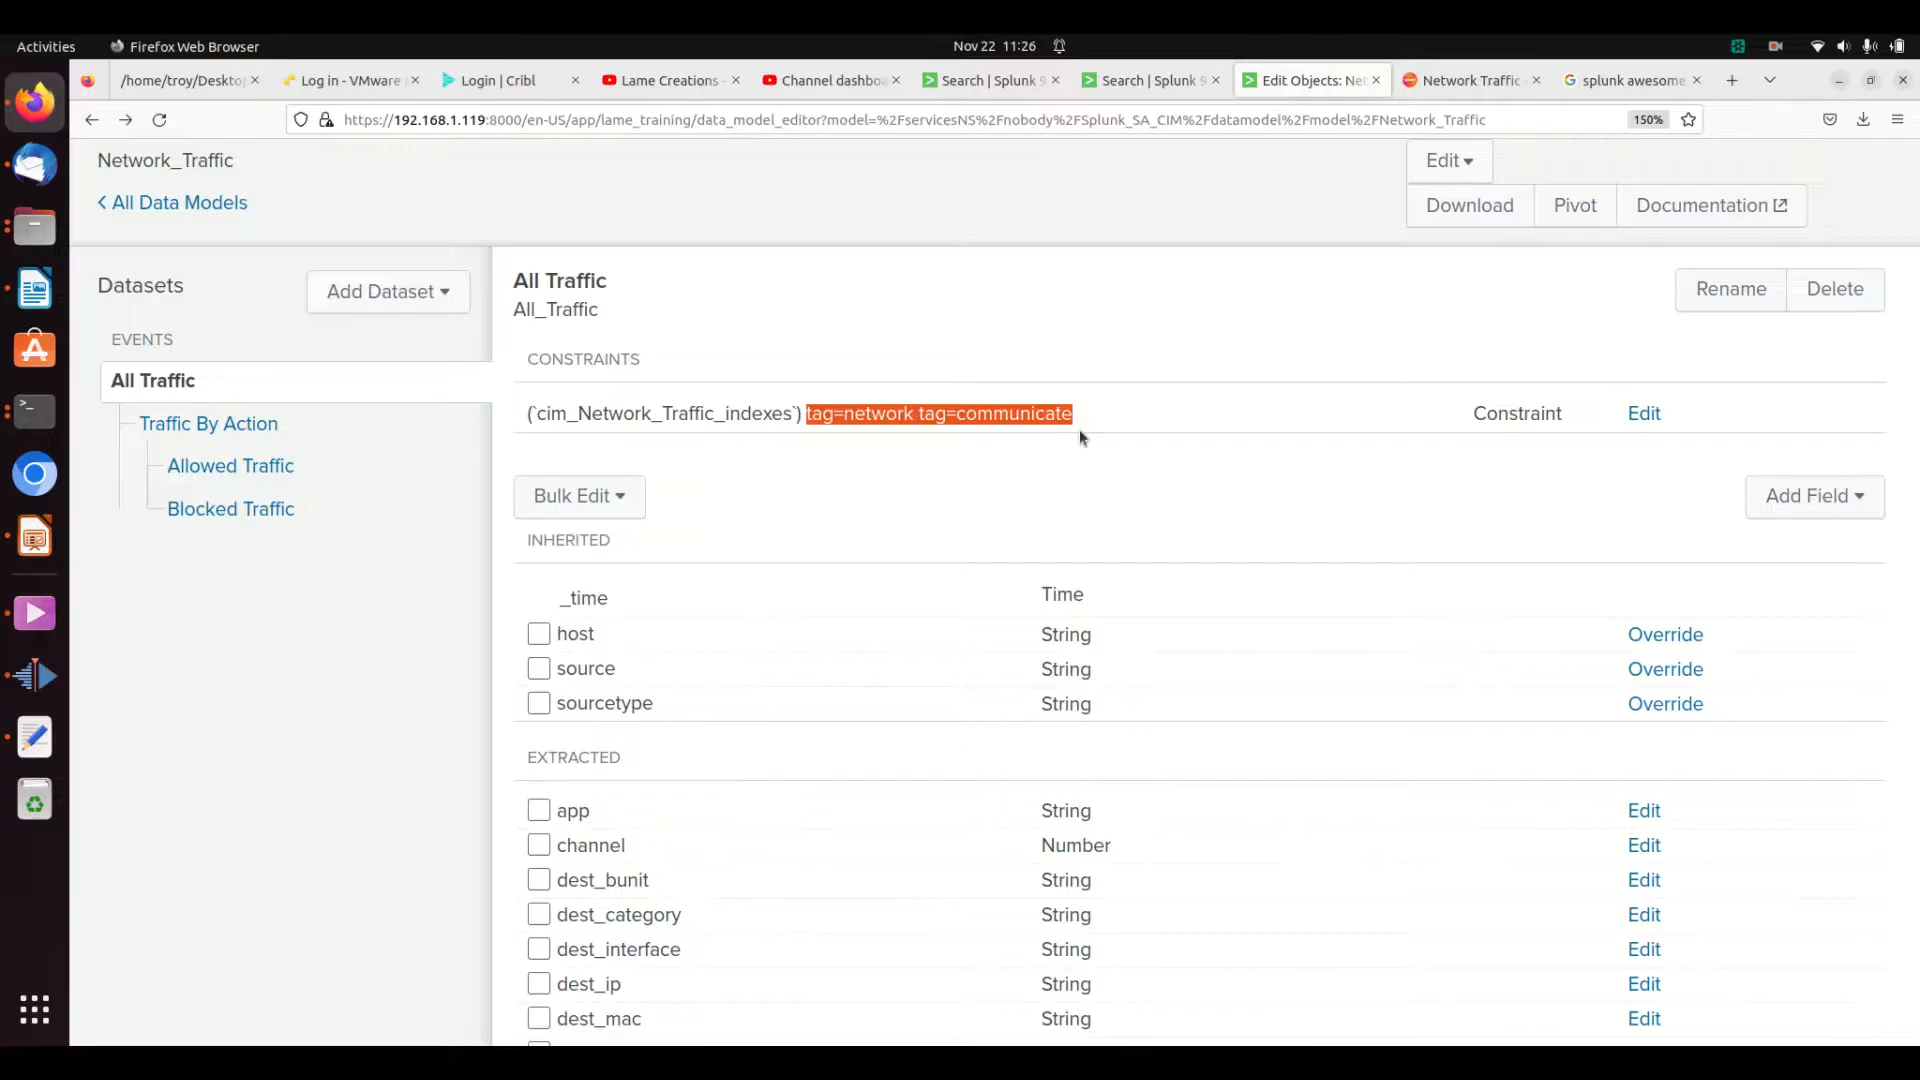 Activities Firefox Web Browser Nov 22 11:26
/home/troy/Deskto Log in - VMware Login | Cribl Lame Creations - Channel dashboa Search | Splunk 9 Search | Splunk 9 Edit Objects: Net Network Traffic - splunk awesome
https://192.168.1.119:8000/en-US/app/lame_training/data_model_editor?model=%2FservicesNS%2Fnobody%2FSplunk_SA_CIM%2Fdatamodel%2Fmodel%2FNetwork_Traffic 150%
Network_Traffic Edit
< All Data Models Download Pivot Documentation
Datasets Add Dataset
EVENTS
All Traffic
Traffic By Action
Allowed Traffic
Blocked Traffic
All Traffic
All_Traffic Rename Delete
CONSTRAINTS
(`cim_Network_Traffic_indexes`) tag=network tag=communicate Constraint Edit
Bulk Edit Add Field
INHERITED
_time Time
host String Override
source String Override
sourcetype String Override
EXTRACTED
app String Edit
channel Number Edit
dest_bunit String Edit
dest_category String Edit
dest_interface String Edit
dest_ip String Edit
dest_mac String Edit